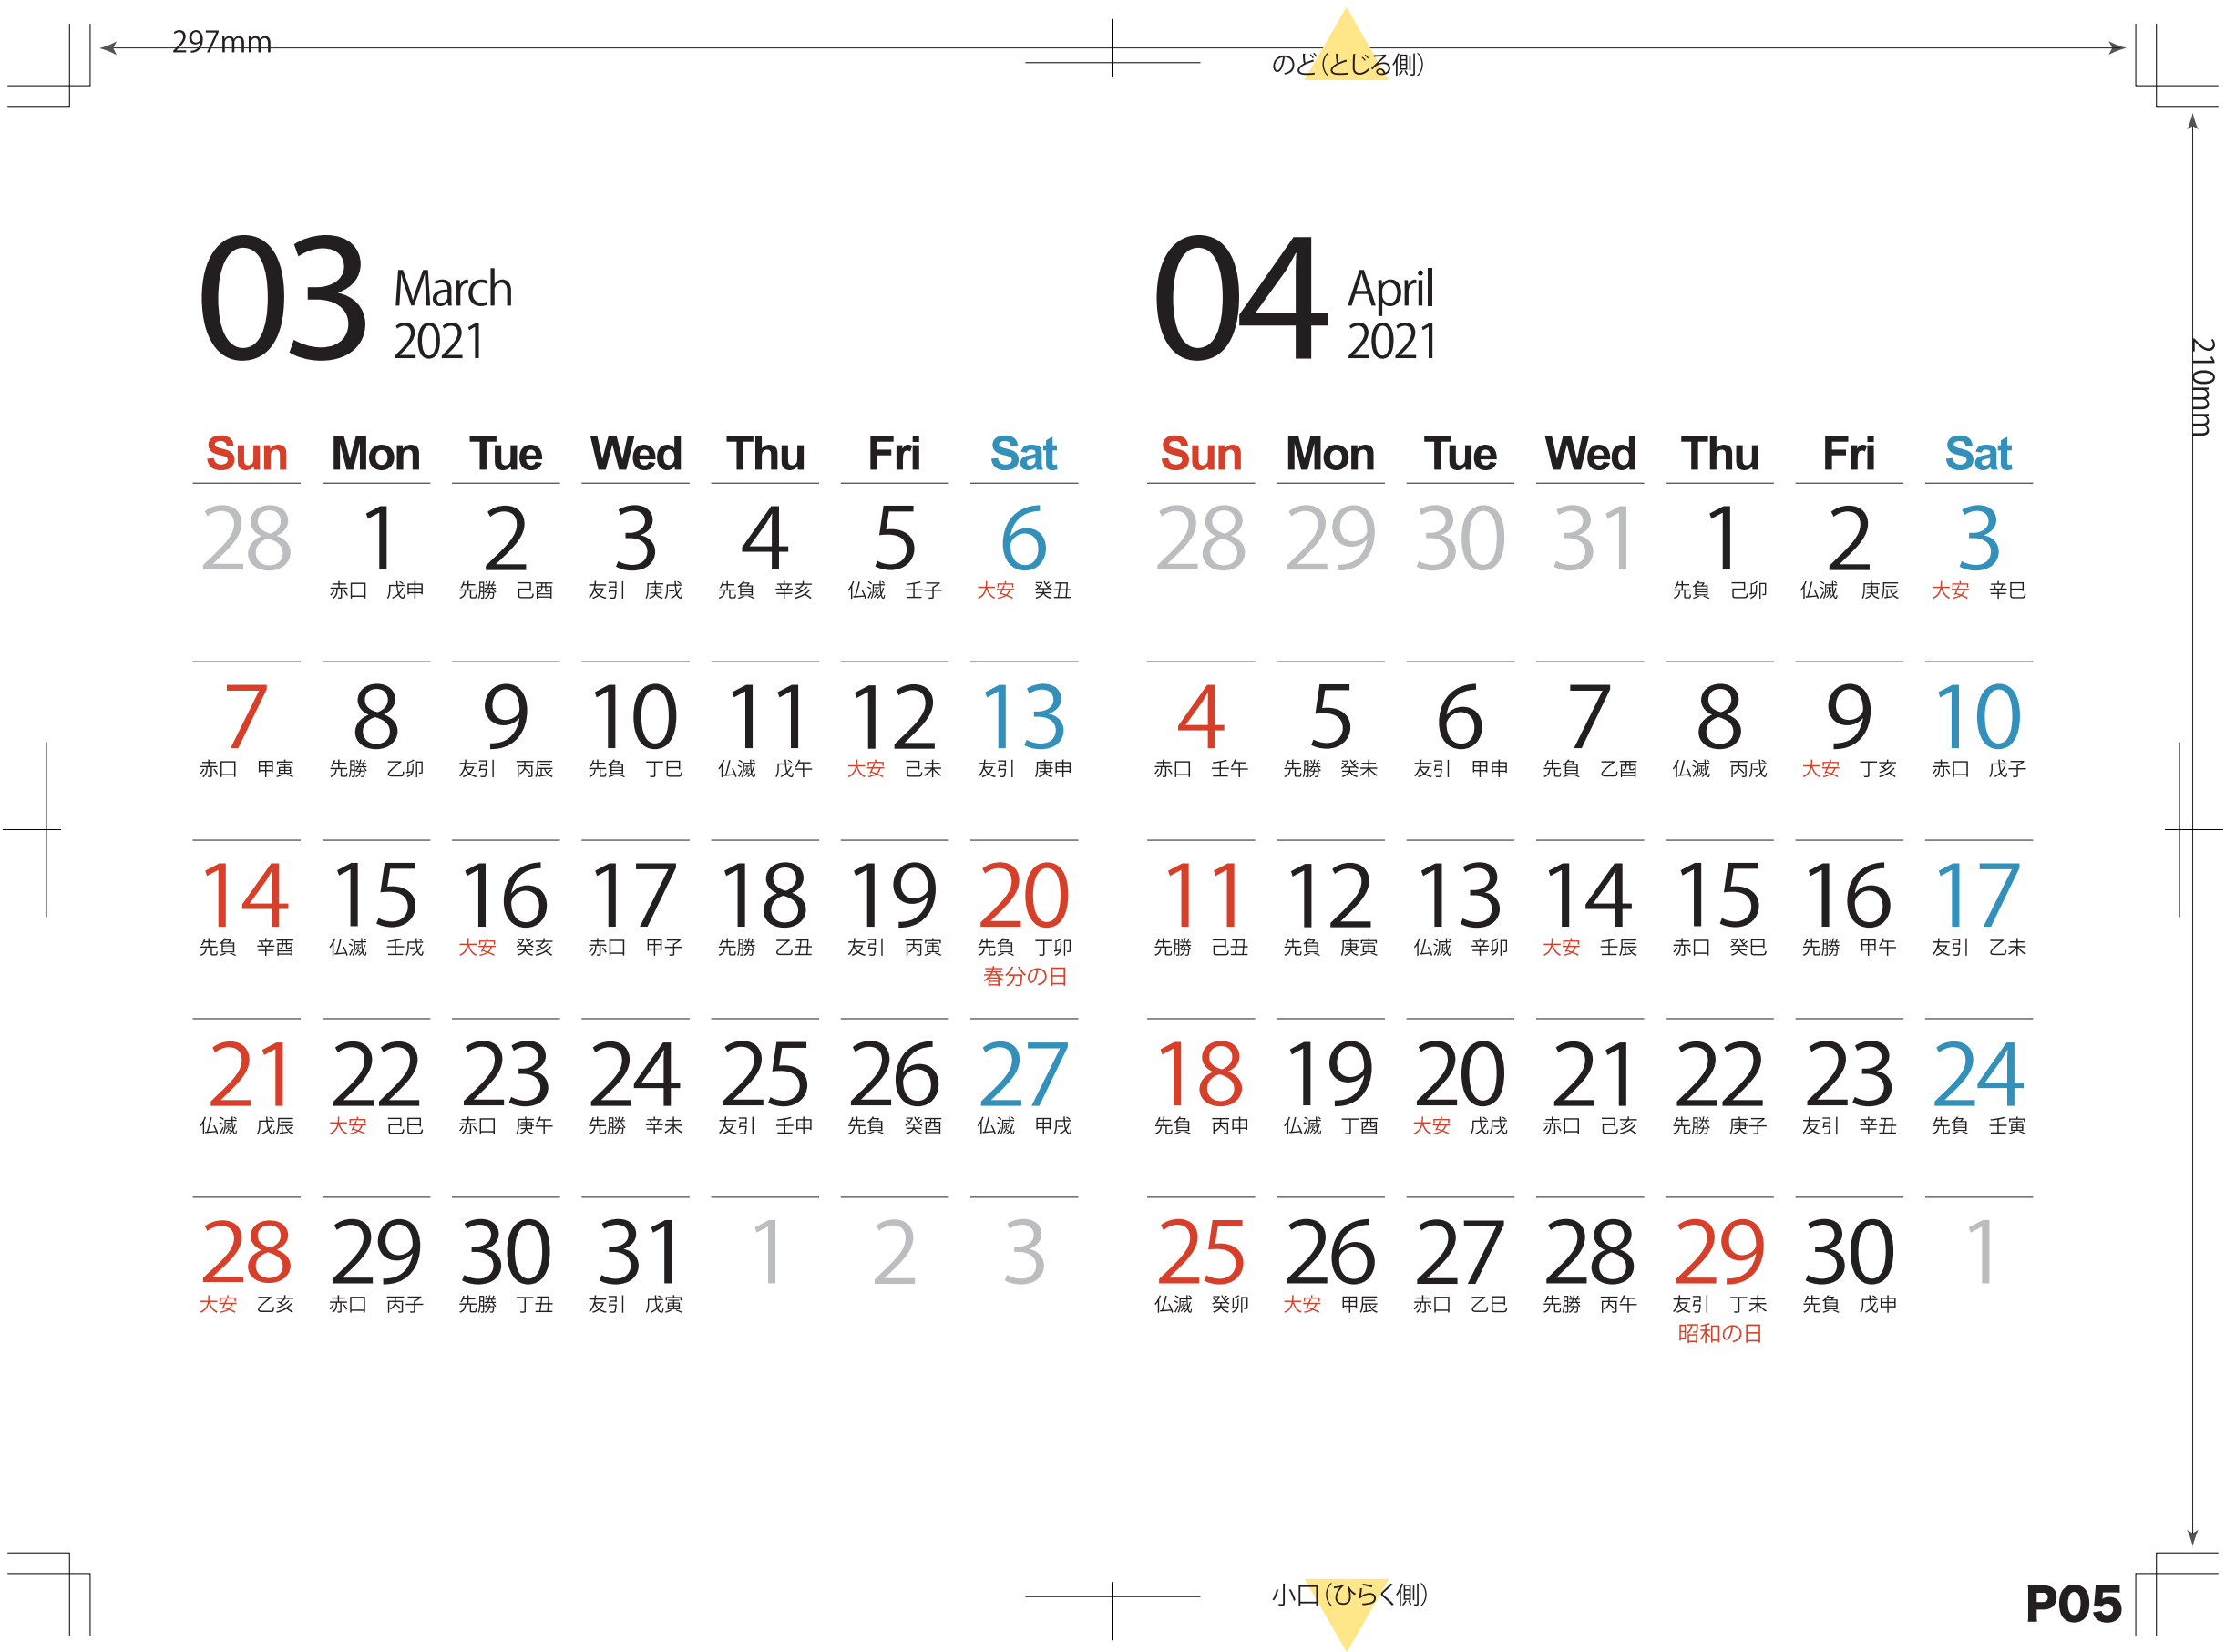 297mm
のど（とじる側）
210mm
03 March 2021
Sun Mon Tue Wed Thu Fri Sat
28 1 2 3 4 5 6
赤口 戊申 先勝 己酉 友引 庚戌 先負 辛亥 仏滅 壬子 大安 癸丑
7 8 9 10 11 12 13
赤口 甲寅 先勝 乙卯 友引 丙辰 先負 丁巳 仏滅 戊午 大安 己未 友引 庚申
14 15 16 17 18 19 20
先負 辛酉 仏滅 壬戌 大安 癸亥 赤口 甲子 先勝 乙丑 友引 丙寅 先負 丁卯
春分の日
21 22 23 24 25 26 27
仏滅 戊辰 大安 己巳 赤口 庚午 先勝 辛未 友引 壬申 先負 癸酉 仏滅 甲戌
28 29 30 31 1 2 3
大安 乙亥 赤口 丙子 先勝 丁丑 友引 戊寅
04 April 2021
Sun Mon Tue Wed Thu Fri Sat
28 29 30 31 1 2 3
先負 己卯 仏滅 庚辰 大安 辛巳
4 5 6 7 8 9 10
赤口 壬午 先勝 癸未 友引 甲申 先負 乙酉 仏滅 丙戌 大安 丁亥 赤口 戊子
11 12 13 14 15 16 17
先勝 己丑 先負 庚寅 仏滅 辛卯 大安 壬辰 赤口 癸巳 先勝 甲午 友引 乙未
18 19 20 21 22 23 24
先負 丙申 仏滅 丁酉 大安 戊戌 赤口 己亥 先勝 庚子 友引 辛丑 先負 壬寅
25 26 27 28 29 30 1
仏滅 癸卯 大安 甲辰 赤口 乙巳 先勝 丙午 友引 丁未 先負 戊申
昭和の日
小口（ひらく側）
P05